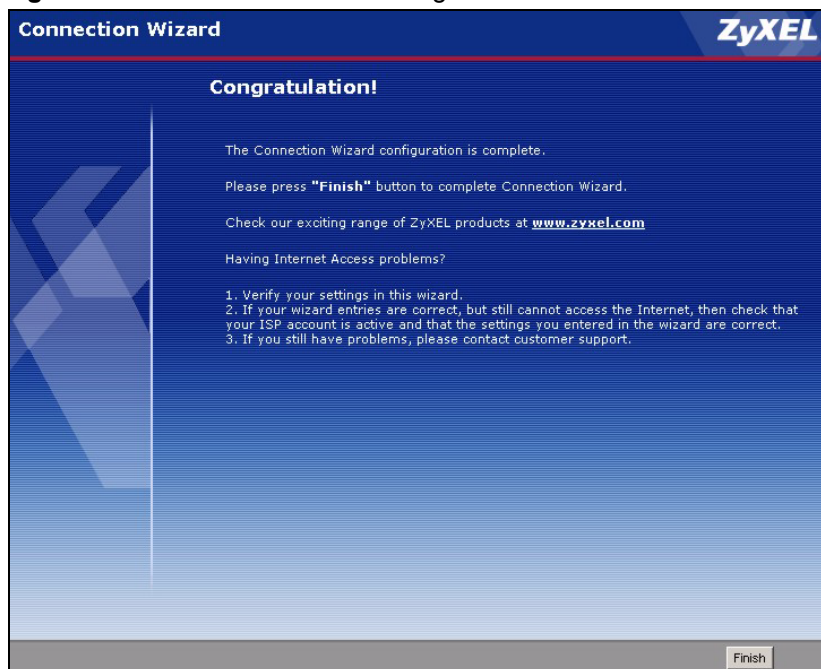 Connection Wizard
ZyXEL
Congratulation!
The Connection Wizard configuration is complete.
Please press "Finish" button to complete Connection Wizard.
Check our exciting range of ZyXEL products at www.zyxel.com
Having Internet Access problems?
1. Verify your settings in this wizard.
2. If your wizard entries are correct, but still cannot access the Internet, then check that
your ISP account is active and that the settings you entered in the wizard are correct.
3. If you still have problems, please contact customer support.
Finish